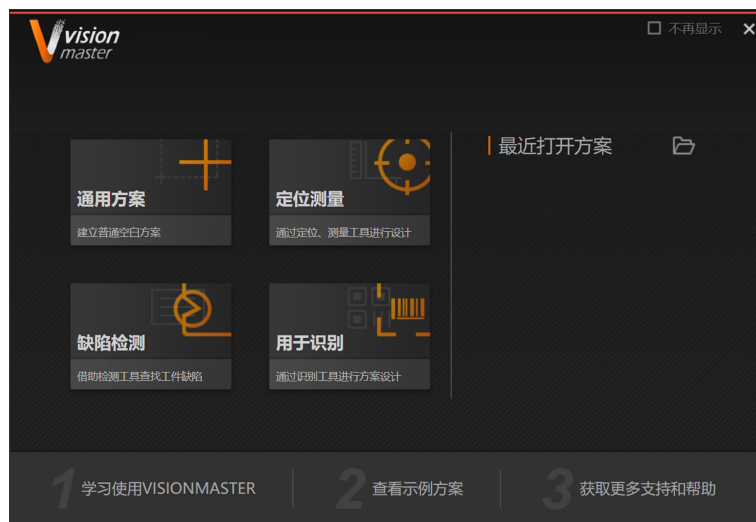 vision
master
不再显示
通用方案
建立普通空白方案
定位测量
通过定位、测量工具进行设计
缺陷检测
借助检测工具查找工件缺陷
用于识别
通过识别工具进行方案设计
最近打开方案
1 学习使用VISIONMASTER
2 查看示例方案
3 获取更多支持和帮助